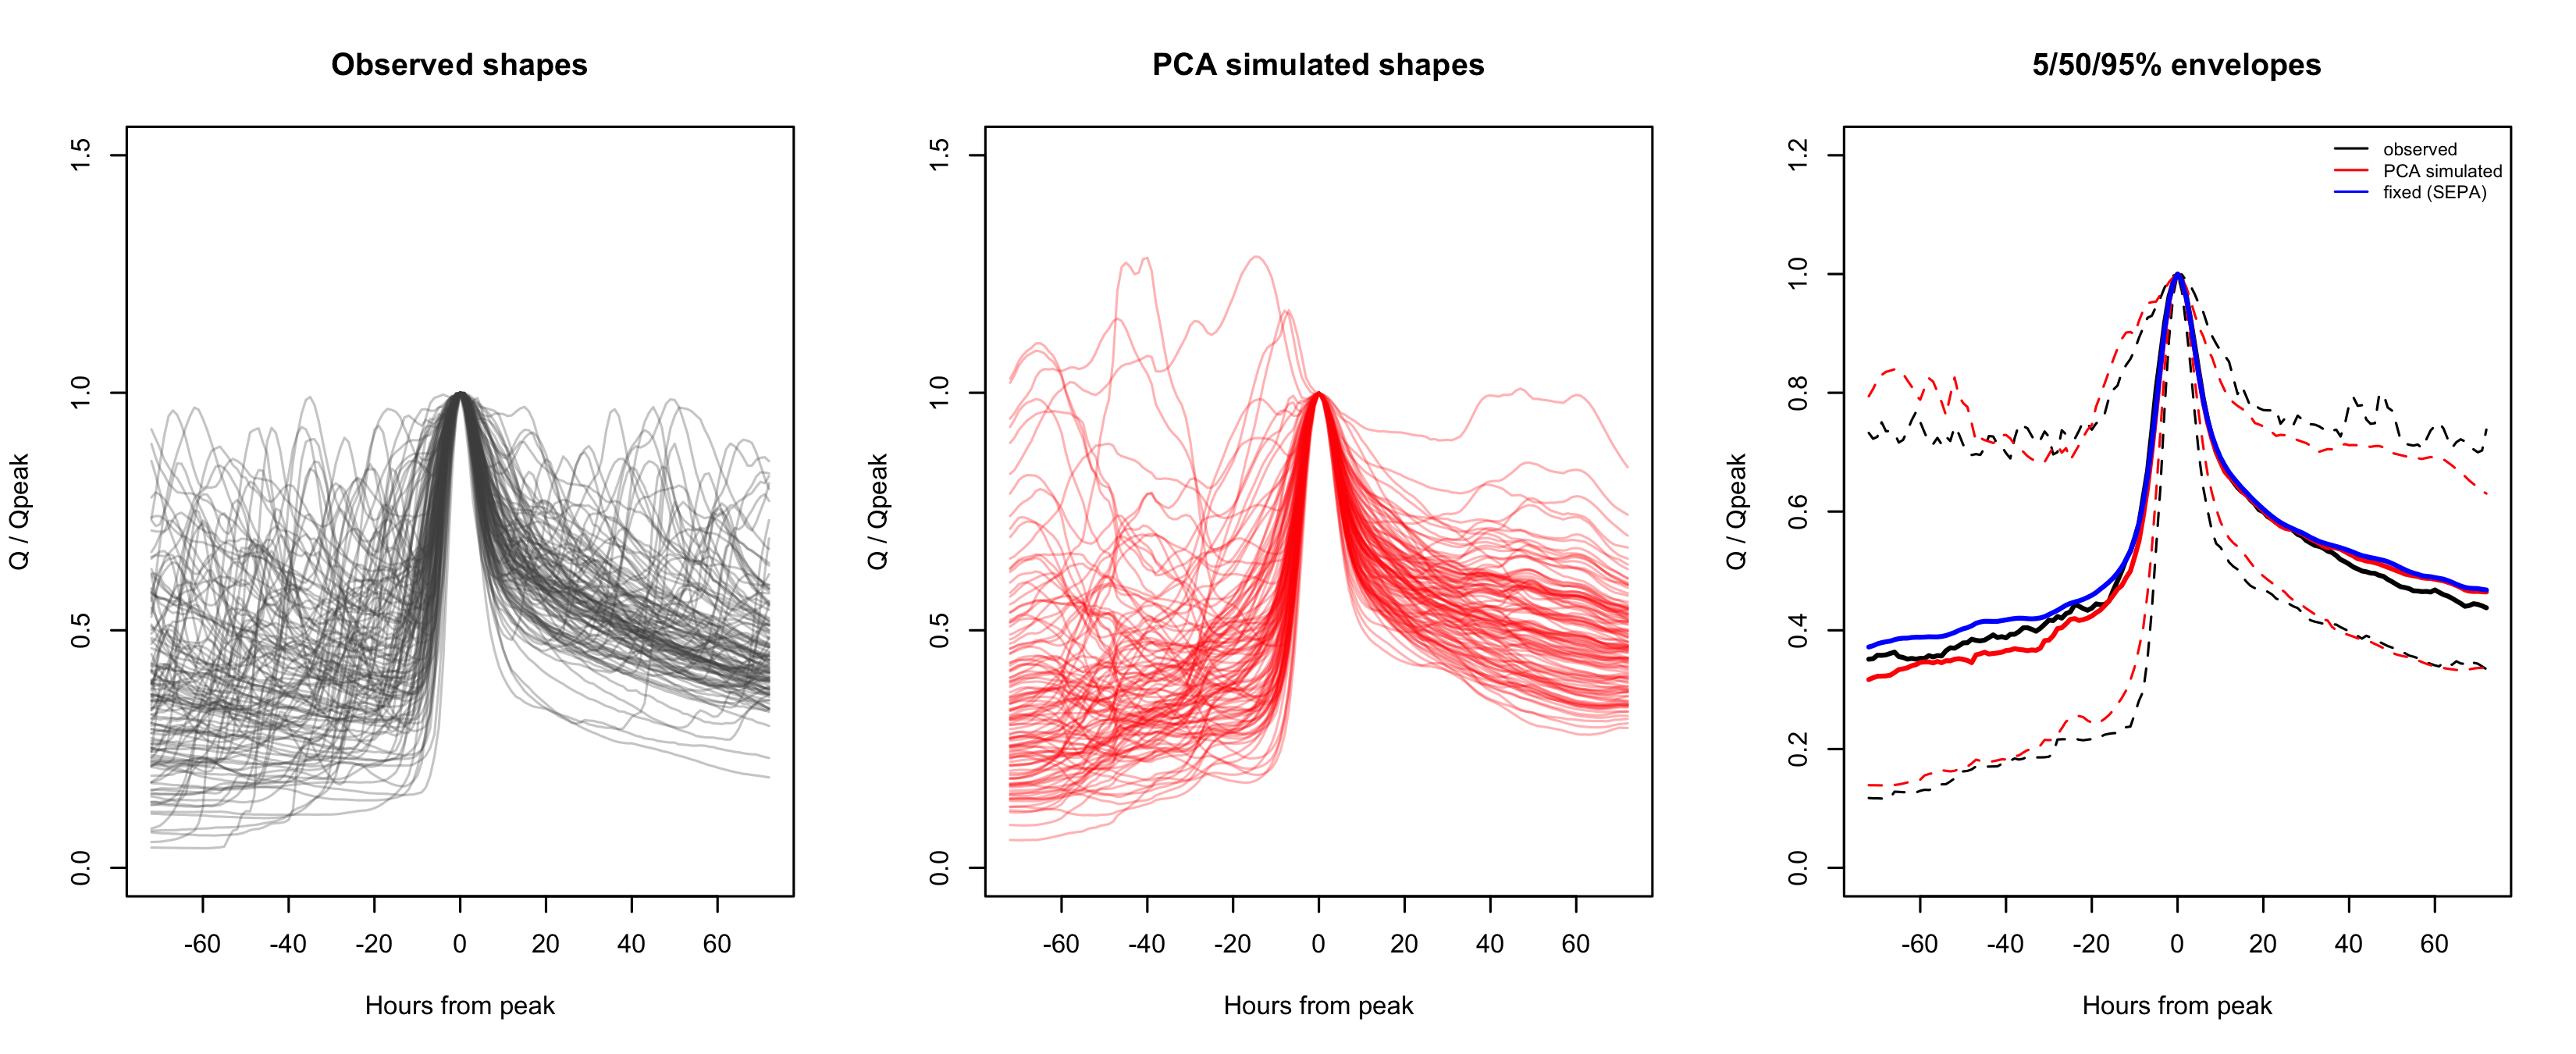 Observed shapes
Q / Qpeak
1.5
1.0
0.5
0.0
-60 -40 -20 0 20 40 60
Hours from peak
PCA simulated shapes
Q / Qpeak
1.5
1.0
0.5
0.0
-60 -40 -20 0 20 40 60
Hours from peak
5/50/95% envelopes
observed
PCA simulated
fixed (SEPA)
Q / Qpeak
1.2
1.0
0.8
0.6
0.4
0.2
0.0
-60 -40 -20 0 20 40 60
Hours from peak